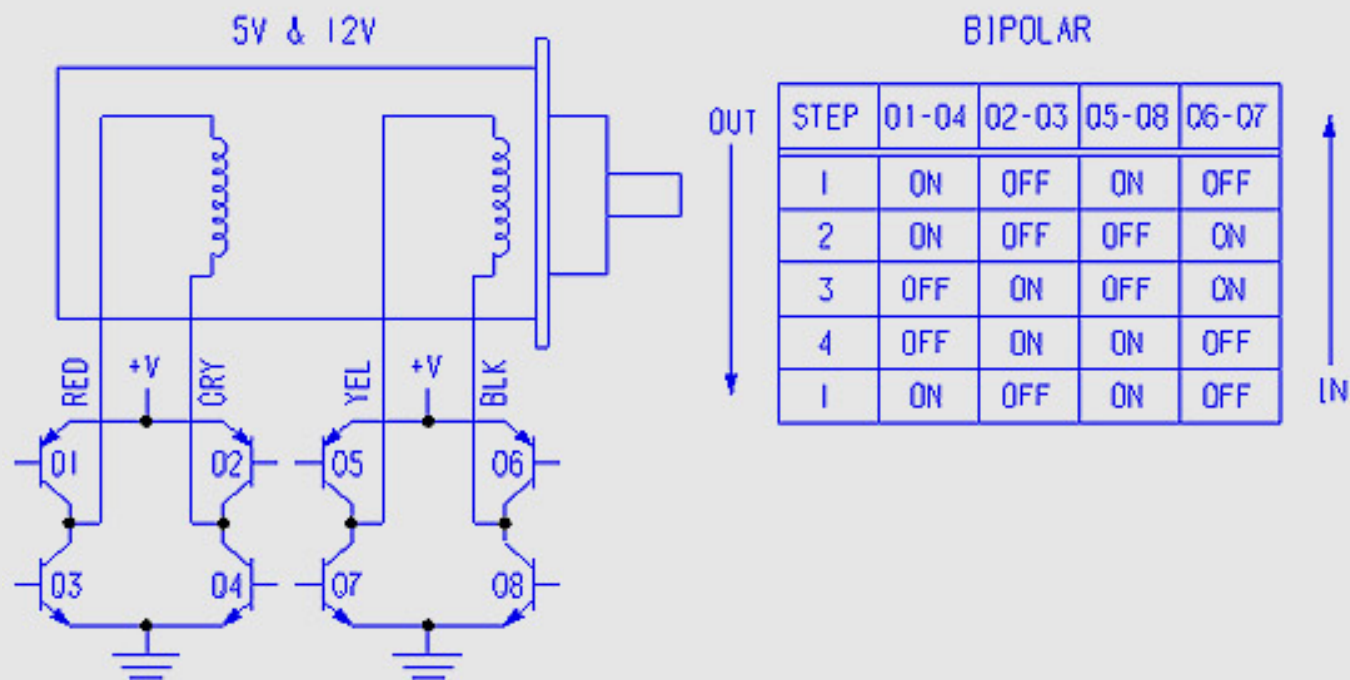 5V & 12V
BIPOLAR
OUT
STEP Q1-Q4 Q2-Q3 Q5-Q8 Q6-Q7
1 ON OFF ON OFF
2 ON OFF OFF ON
3 OFF ON OFF ON
4 OFF ON ON OFF
1 ON OFF ON OFF
IN
RED +V CRY YEL +V BLK
Q1 Q2 Q5 Q6
Q3 Q4 Q7 Q8